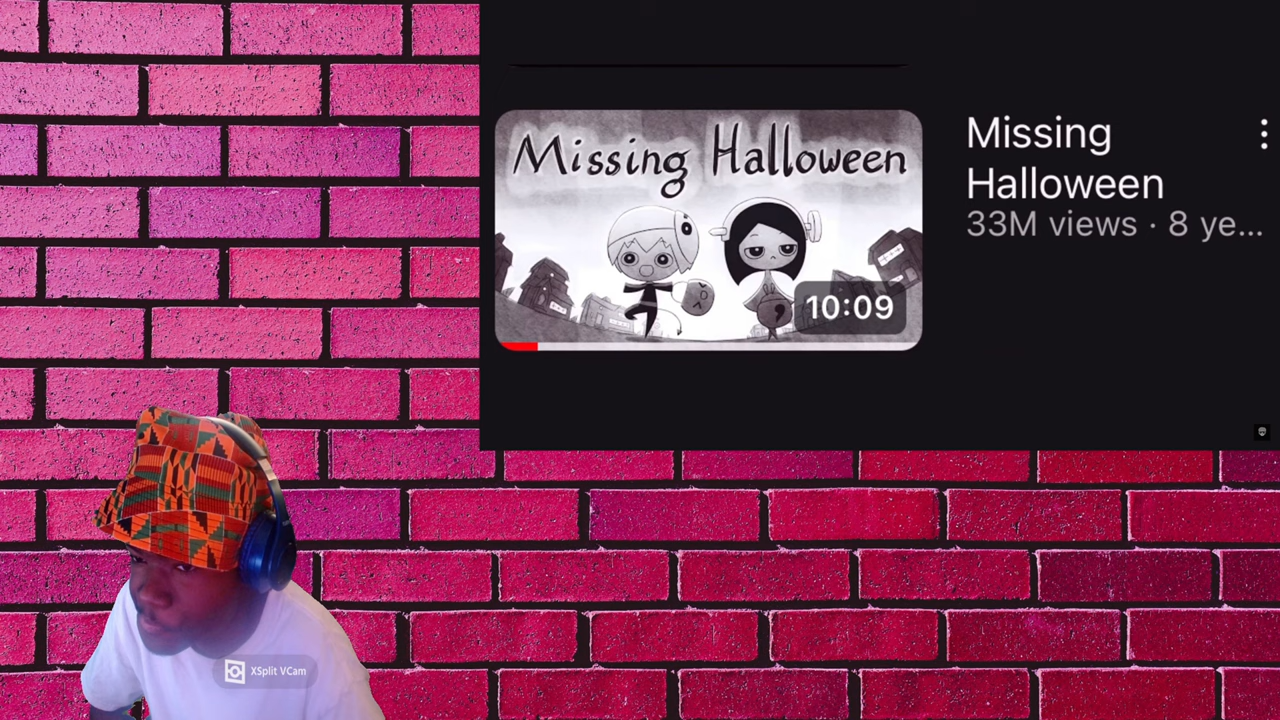 Missing Halloween
10:09
Missing
Halloween
33M views · 8 ye...
XSplit VCam